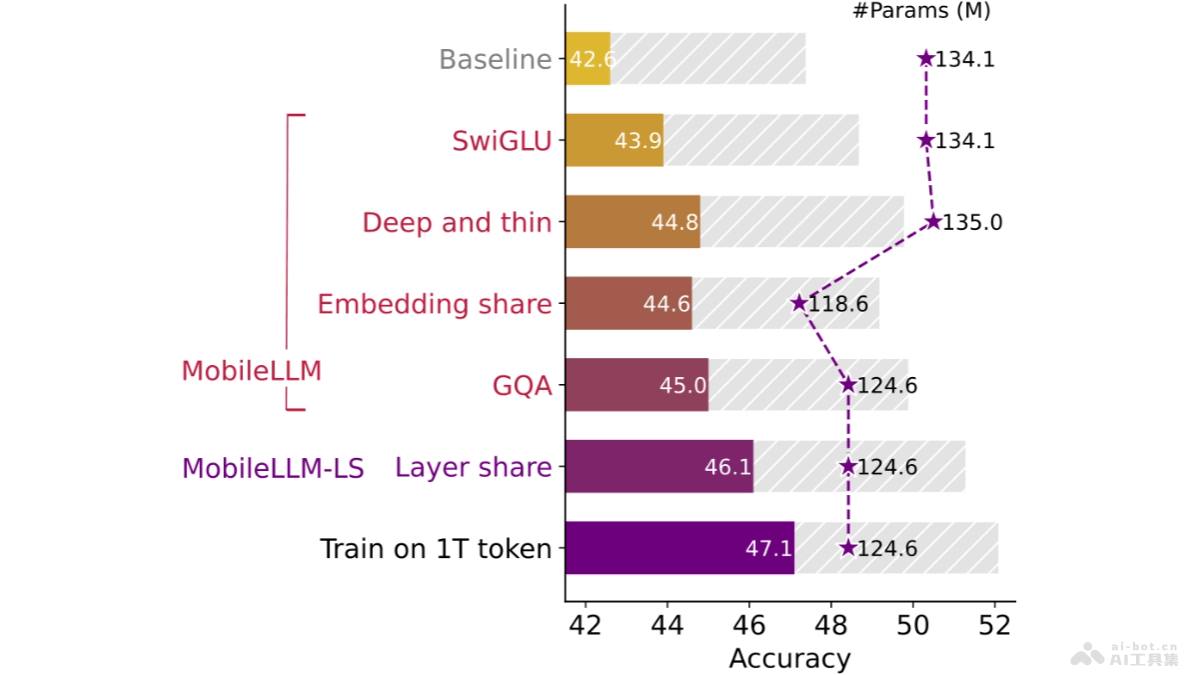 #Params (M)
Baseline 42.6 134.1
SwiGLU 43.9 134.1
Deep and thin 44.8 135.0
Embedding share 44.6 118.6
MobileLLM
GQA 45.0 124.6
MobileLLM-LS Layer share 46.1 124.6
Train on 1T token 47.1 124.6
42 44 46 48 50 52
Accuracy
ai-bot.cn
AI工具集